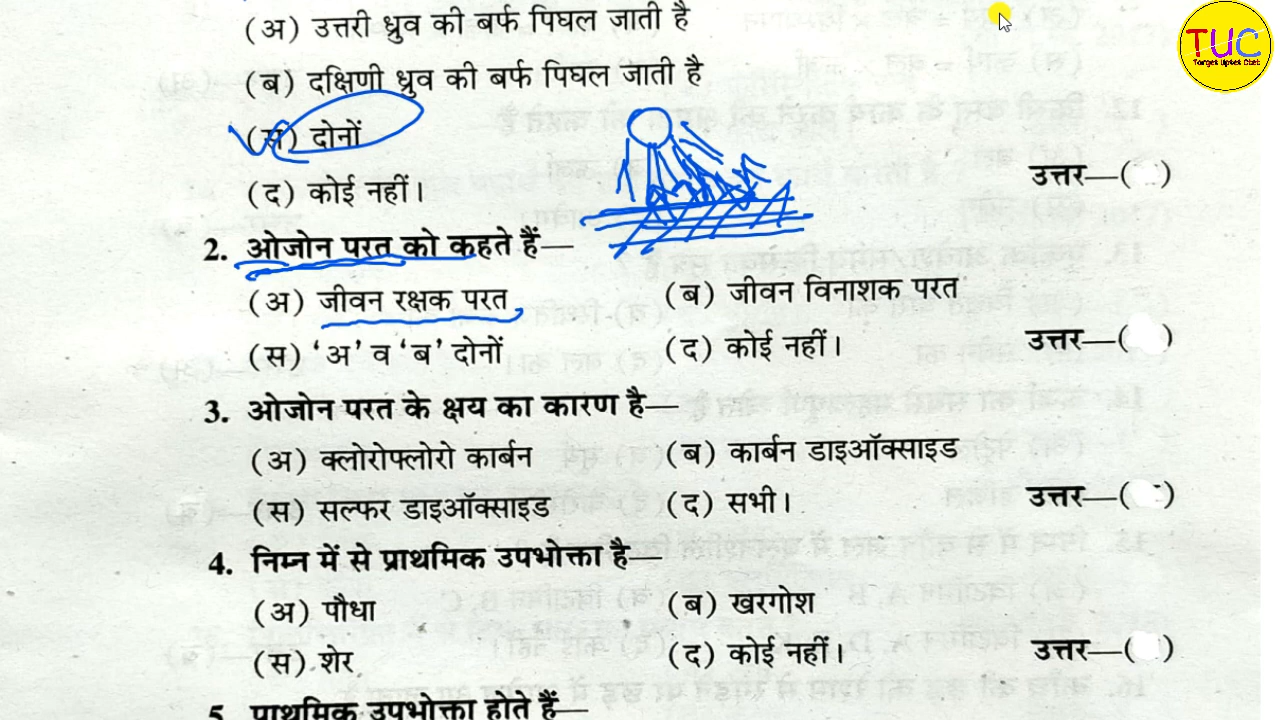 (अ) उत्तरी ध्रुव की बर्फ पिघल जाती है
(ब) दक्षिणी ध्रुव की बर्फ पिघल जाती है
(स) दोनों
(द) कोई नहीं। उत्तर—( )
2. ओजोन परत को कहते हैं—
(अ) जीवन रक्षक परत (ब) जीवन विनाशक परत
(स) ‘अ’ व ‘ब’ दोनों (द) कोई नहीं। उत्तर—( )
3. ओजोन परत के क्षय का कारण है—
(अ) क्लोरोफ्लोरो कार्बन (ब) कार्बन डाइऑक्साइड
(स) सल्फर डाइऑक्साइड (द) सभी। उत्तर—( )
4. निम्न में से प्राथमिक उपभोक्ता है—
(अ) पौधा (ब) खरगोश
(स) शेर (द) कोई नहीं। उत्तर—( )
5. प्राथमिक उपभोक्ता होते हैं—
TUC